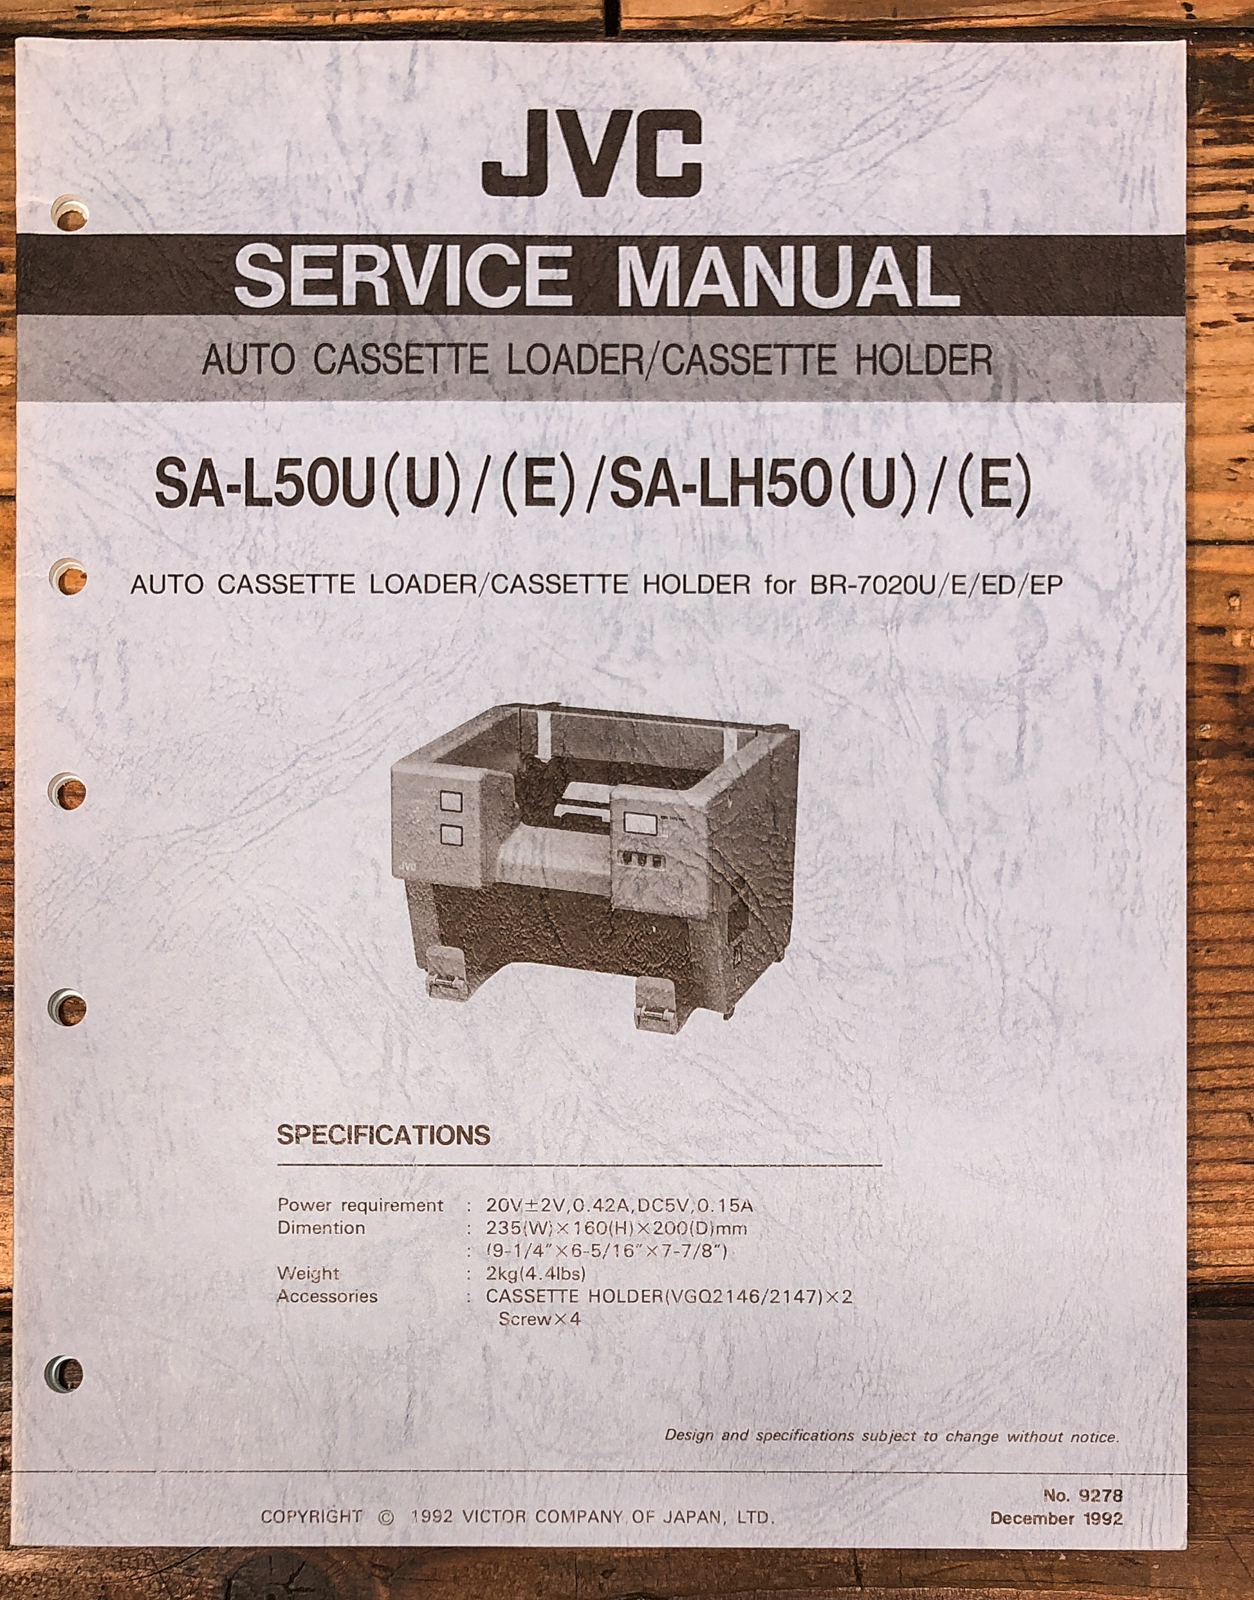 JVC
SERVICE MANUAL
AUTO CASSETTE LOADER/CASSETTE HOLDER
SA-L50U(U)/(E)/SA-LH50(U)/(E)
AUTO CASSETTE LOADER/CASSETTE HOLDER for BR-7020U/E/ED/EP
JVC
SPECIFICATIONS
Power requirement : 20V±2V,0.42A,DC5V,0.15A
Dimention : 235(W)×160(H)×200(D)mm
: (9-1/4"×6-5/16"×7-7/8")
Weight : 2kg(4.4lbs)
Accessories : CASSETTE HOLDER(VGQ2146/2147)×2
Screw×4
Design and specifications subject to change without notice.
No. 9278
COPYRIGHT © 1992 VICTOR COMPANY OF JAPAN, LTD.
December 1992